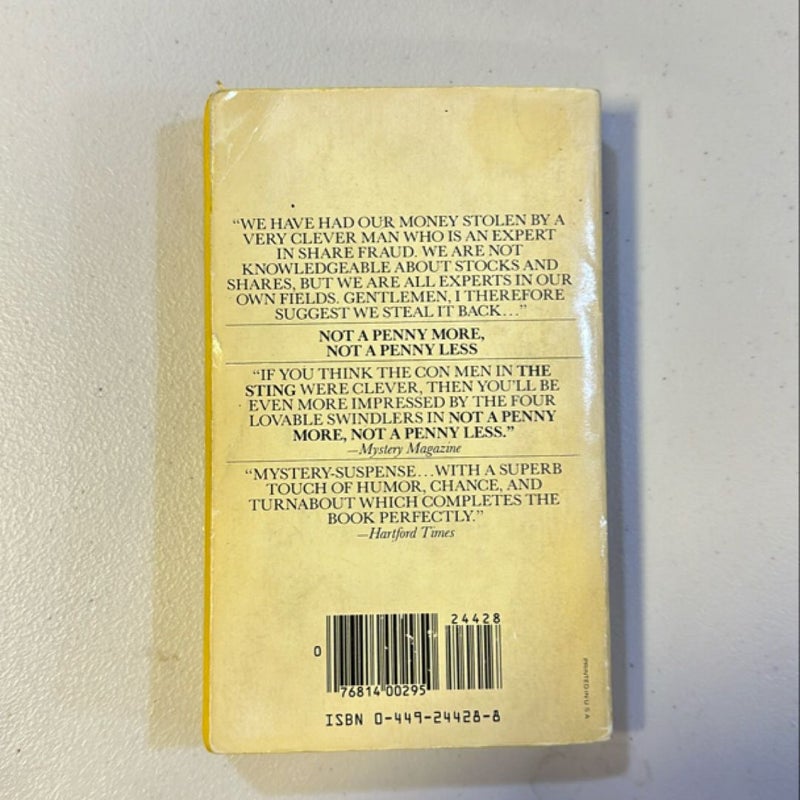 “WE HAVE HAD OUR MONEY STOLEN BY A
VERY CLEVER MAN WHO IS AN EXPERT
IN SHARE FRAUD. WE ARE NOT
KNOWLEDGEABLE ABOUT STOCKS AND
SHARES, BUT WE ARE ALL EXPERTS IN OUR
OWN FIELDS. GENTLEMEN, I THEREFORE
SUGGEST WE STEAL IT BACK...”
NOT A PENNY MORE,
NOT A PENNY LESS
“IF YOU THINK THE CON MEN IN THE
STING WERE CLEVER, THEN YOU’LL BE
EVEN MORE IMPRESSED BY THE FOUR
LOVABLE SWINDLERS IN NOT A PENNY
MORE, NOT A PENNY LESS.”
—Mystery Magazine
“MYSTERY-SUSPENSE...WITH A SUPERB
TOUCH OF HUMOR, CHANCE, AND
TURNABOUT WHICH COMPLETES THE
BOOK PERFECTLY.”
—Hartford Times
24428
0
76814 00295
ISBN 0-449-24428-8
PRINTED IN U.S.A.